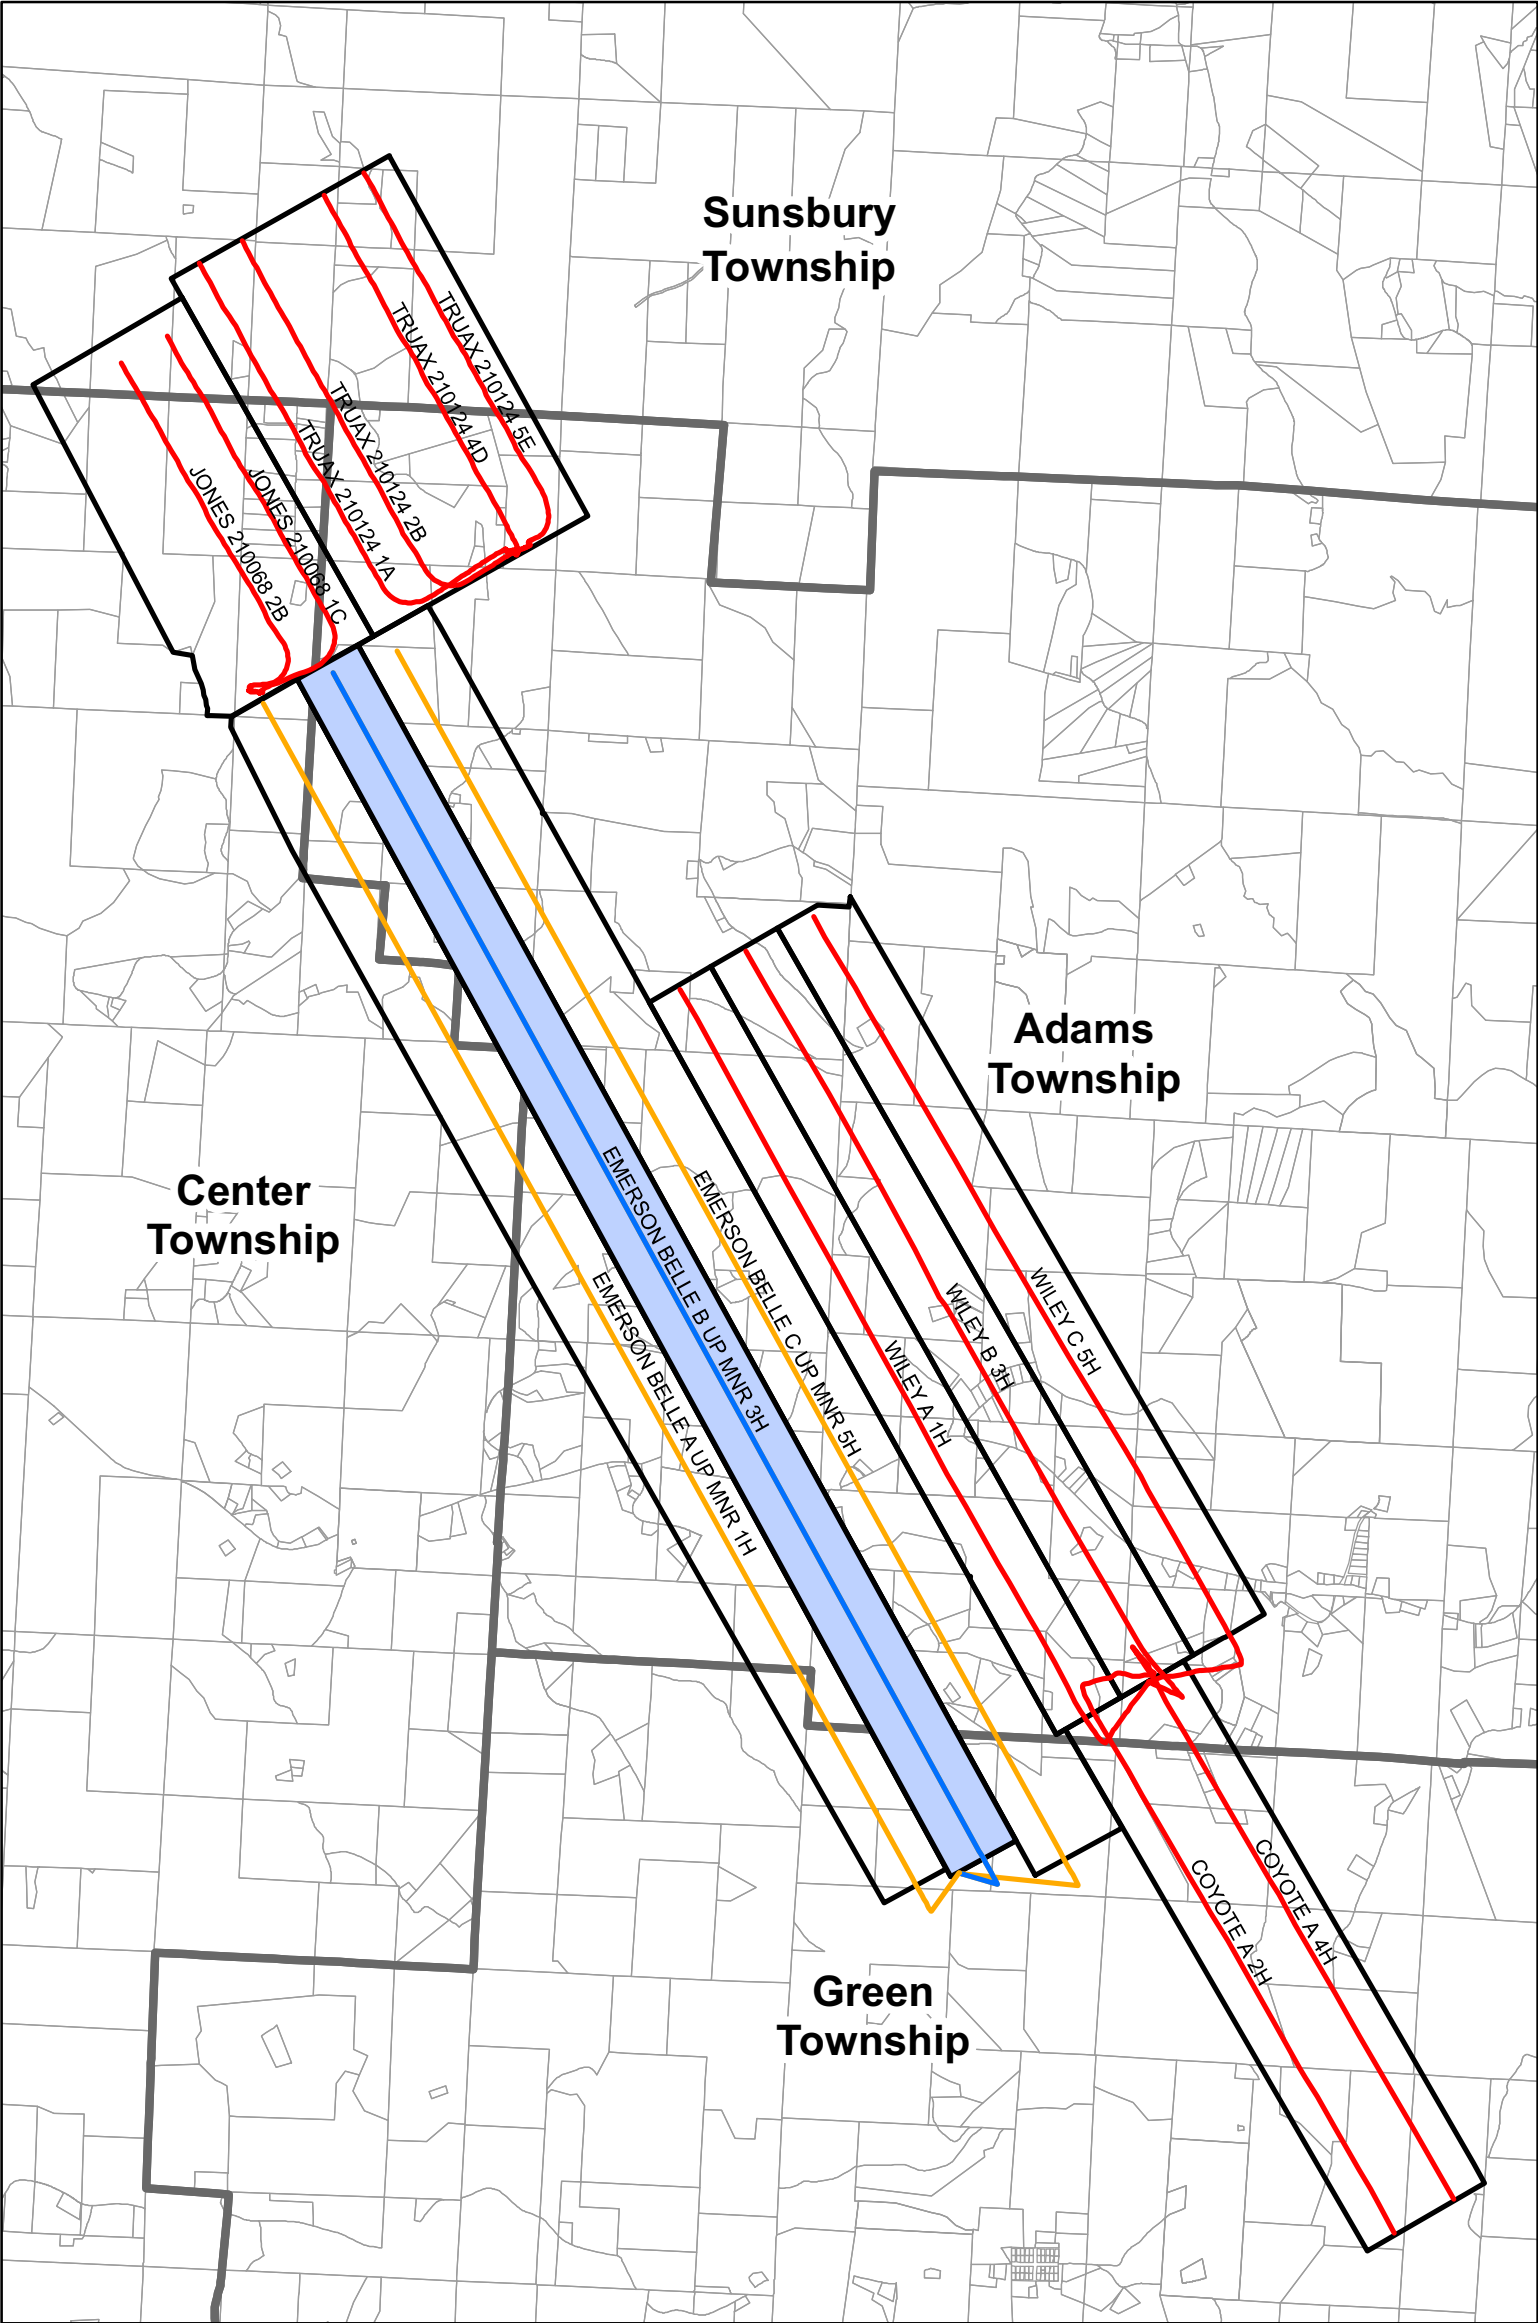 Sunsbury
Township
TRUAX 210124 5E
TRUAX 210124 4D
TRUAX 210124 2B
TRUAX 210124 1A
JONES 210068 1C
JONES 210068 2B
Adams
Township
Center
Township
EMERSON BELLE B UP MNR 3H
EMERSON BELLE C UP MNR 5H
EMERSON BELLE A UP MNR 1H
WILEY C 5H
WILEY B 3H
WILEY A 1H
COYOTE A 4H
COYOTE A 2H
Green
Township